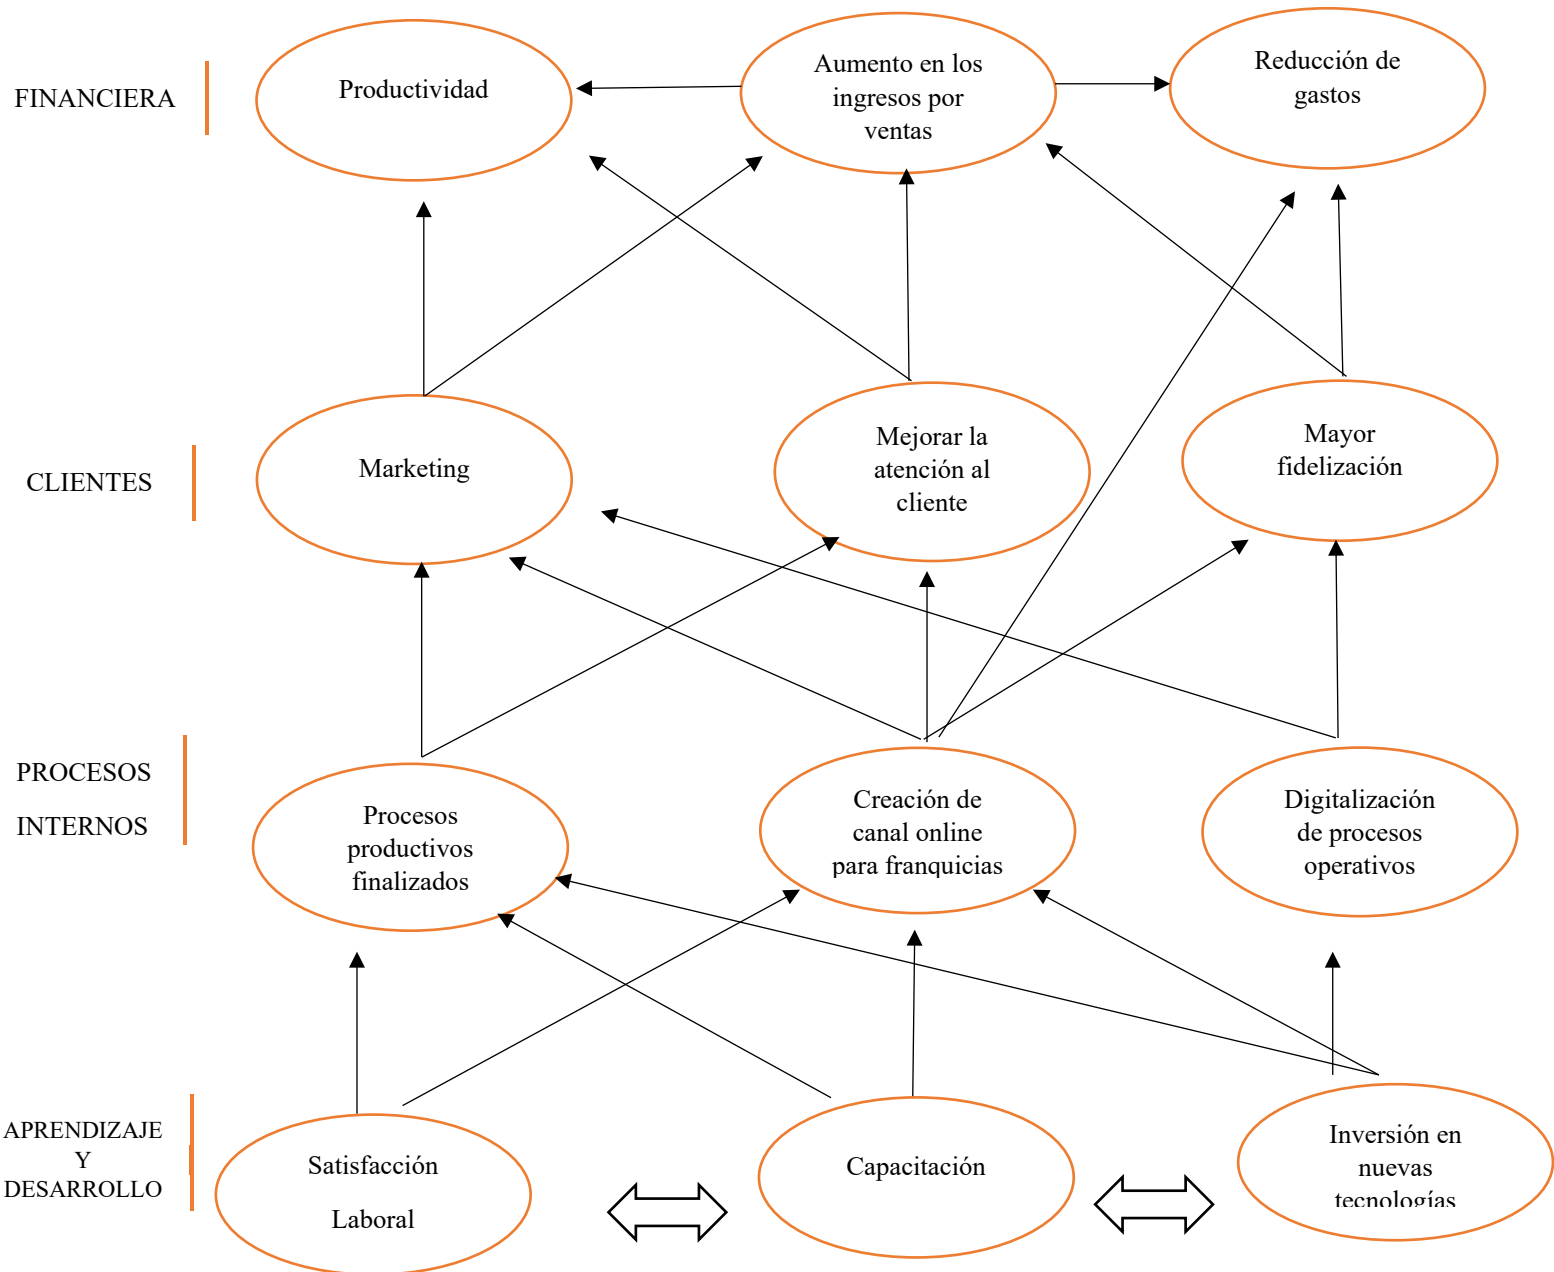 FINANCIERA
Productividad
Aumento en los
ingresos por
ventas
Reducción de
gastos
CLIENTES
Marketing
Mejorar la
atención al
cliente
Mayor
fidelización
PROCESOS
INTERNOS
Procesos
productivos
finalizados
Creación de
canal online
para franquicias
Digitalización
de procesos
operativos
APRENDIZAJE
Y
DESARROLLO
Satisfacción
Laboral
Capacitación
Inversión en
nuevas
tecnologías